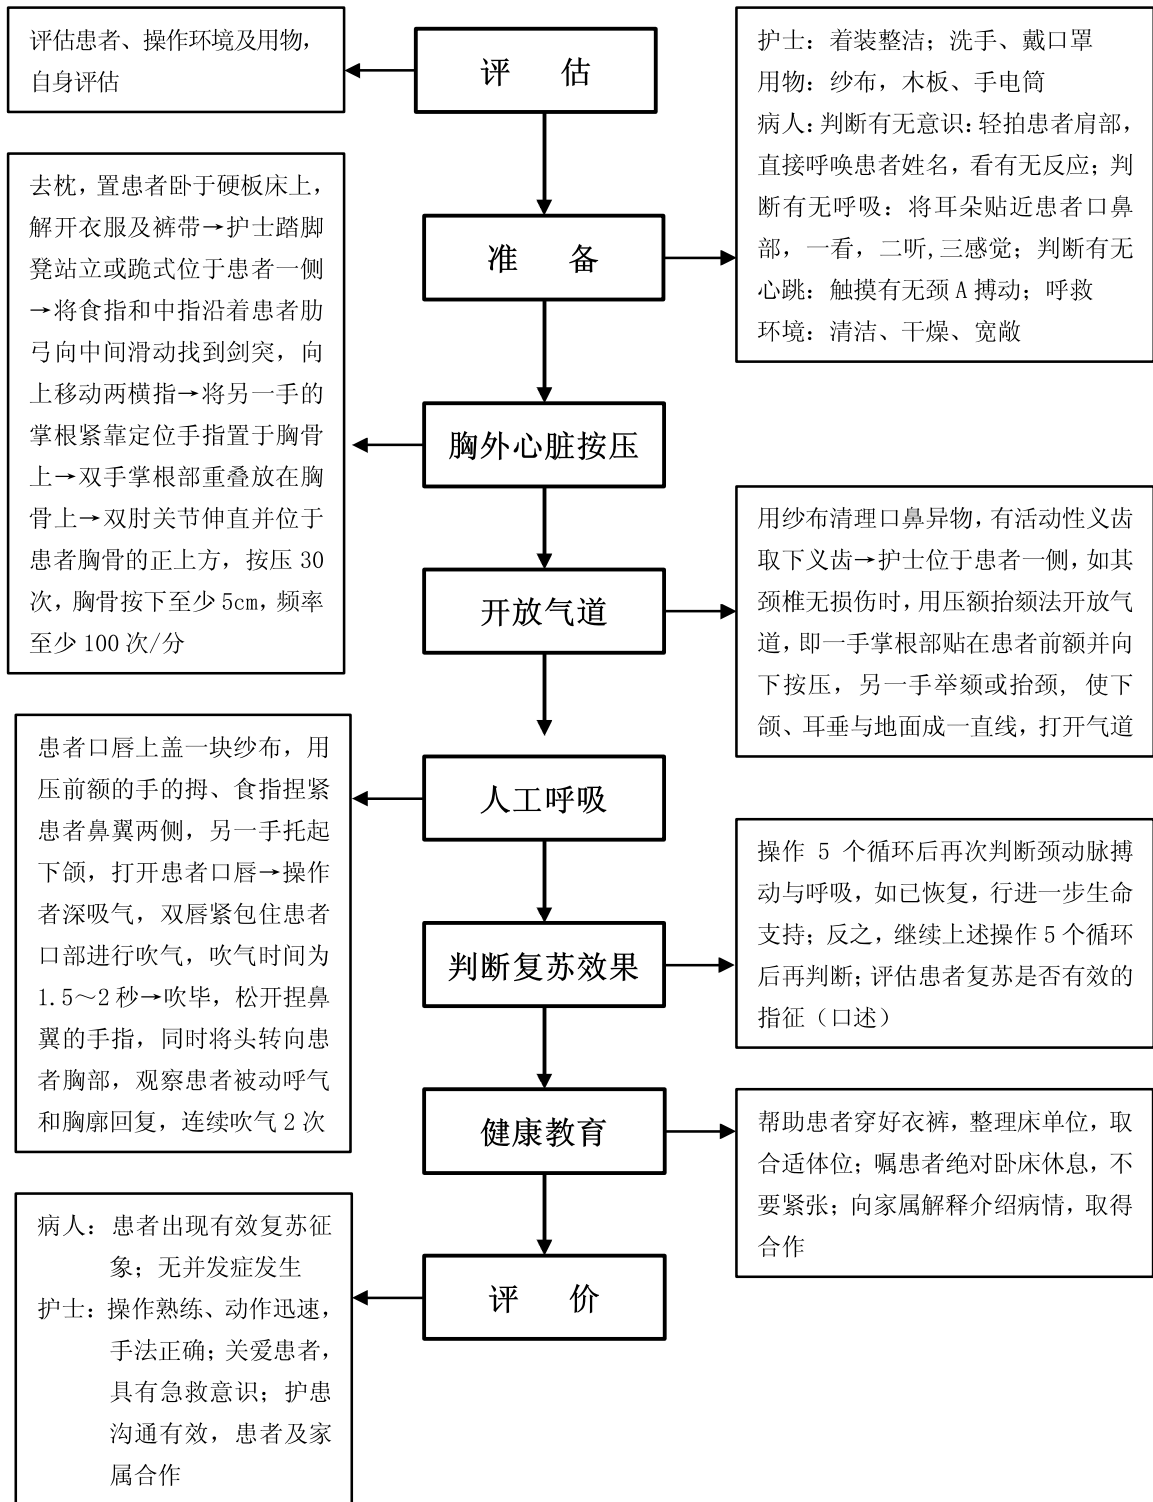 评估患者、操作环境及用物,
自身评估
评 估
护士：着装整洁；洗手、戴口罩
用物：纱布，木板、手电筒
病人：判断有无意识：轻拍患者肩部，
直接呼唤患者姓名，看有无反应；判
断有无呼吸：将耳朵贴近患者口鼻
部，一看，二听,三感觉；判断有无
心跳：触摸有无颈 A 搏动；呼救
环境：清洁、干燥、宽敞
准 备
去枕，置患者卧于硬板床上，
解开衣服及裤带→护士踏脚
凳站立或跪式位于患者一侧
→将食指和中指沿着患者肋
弓向中间滑动找到剑突，向
上移动两横指→将另一手的
掌根紧靠定位手指置于胸骨
上→双手掌根部重叠放在胸
骨上→双肘关节伸直并位于
患者胸骨的正上方，按压 30
次，胸骨按下至少 5cm，频率
至少 100 次/分
胸外心脏按压
用纱布清理口鼻异物，有活动性义齿
取下义齿→护士位于患者一侧，如其
颈椎无损伤时，用压额抬颏法开放气
道，即一手掌根部贴在患者前额并向
下按压，另一手举颏或抬颈, 使下
颌、耳垂与地面成一直线，打开气道
开放气道
患者口唇上盖一块纱布，用
压前额的手的拇、食指捏紧
患者鼻翼两侧，另一手托起
下颌，打开患者口唇→操作
者深吸气，双唇紧包住患者
口部进行吹气，吹气时间为
1.5～2 秒→吹毕，松开捏鼻
翼的手指，同时将头转向患
者胸部，观察患者被动呼气
和胸廓回复，连续吹气 2 次
人工呼吸
操作 5 个循环后再次判断颈动脉搏
动与呼吸，如已恢复，行进一步生命
支持；反之，继续上述操作 5 个循环
后再判断；评估患者复苏是否有效的
指征（口述）
判断复苏效果
健康教育
帮助患者穿好衣裤，整理床单位，取
合适体位；嘱患者绝对卧床休息，不
要紧张；向家属解释介绍病情，取得
合作
病人：患者出现有效复苏征
象；无并发症发生
护士：操作熟练、动作迅速，
手法正确；关爱患者，
具有急救意识；护患
沟通有效，患者及家
属合作
评 价